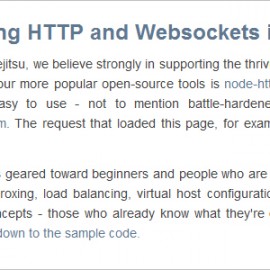 ng HTTP and Websockets i
ejitsu, we believe strongly in supporting the thriv
our more popular open-source tools is node-ht
asy to use - not to mention battle-hardene
m. The request that loaded this page, for exam
s geared toward beginners and people who are
roxing, load balancing, virtual host configuratio
ncepts - those who already know what they're
down to the sample code.